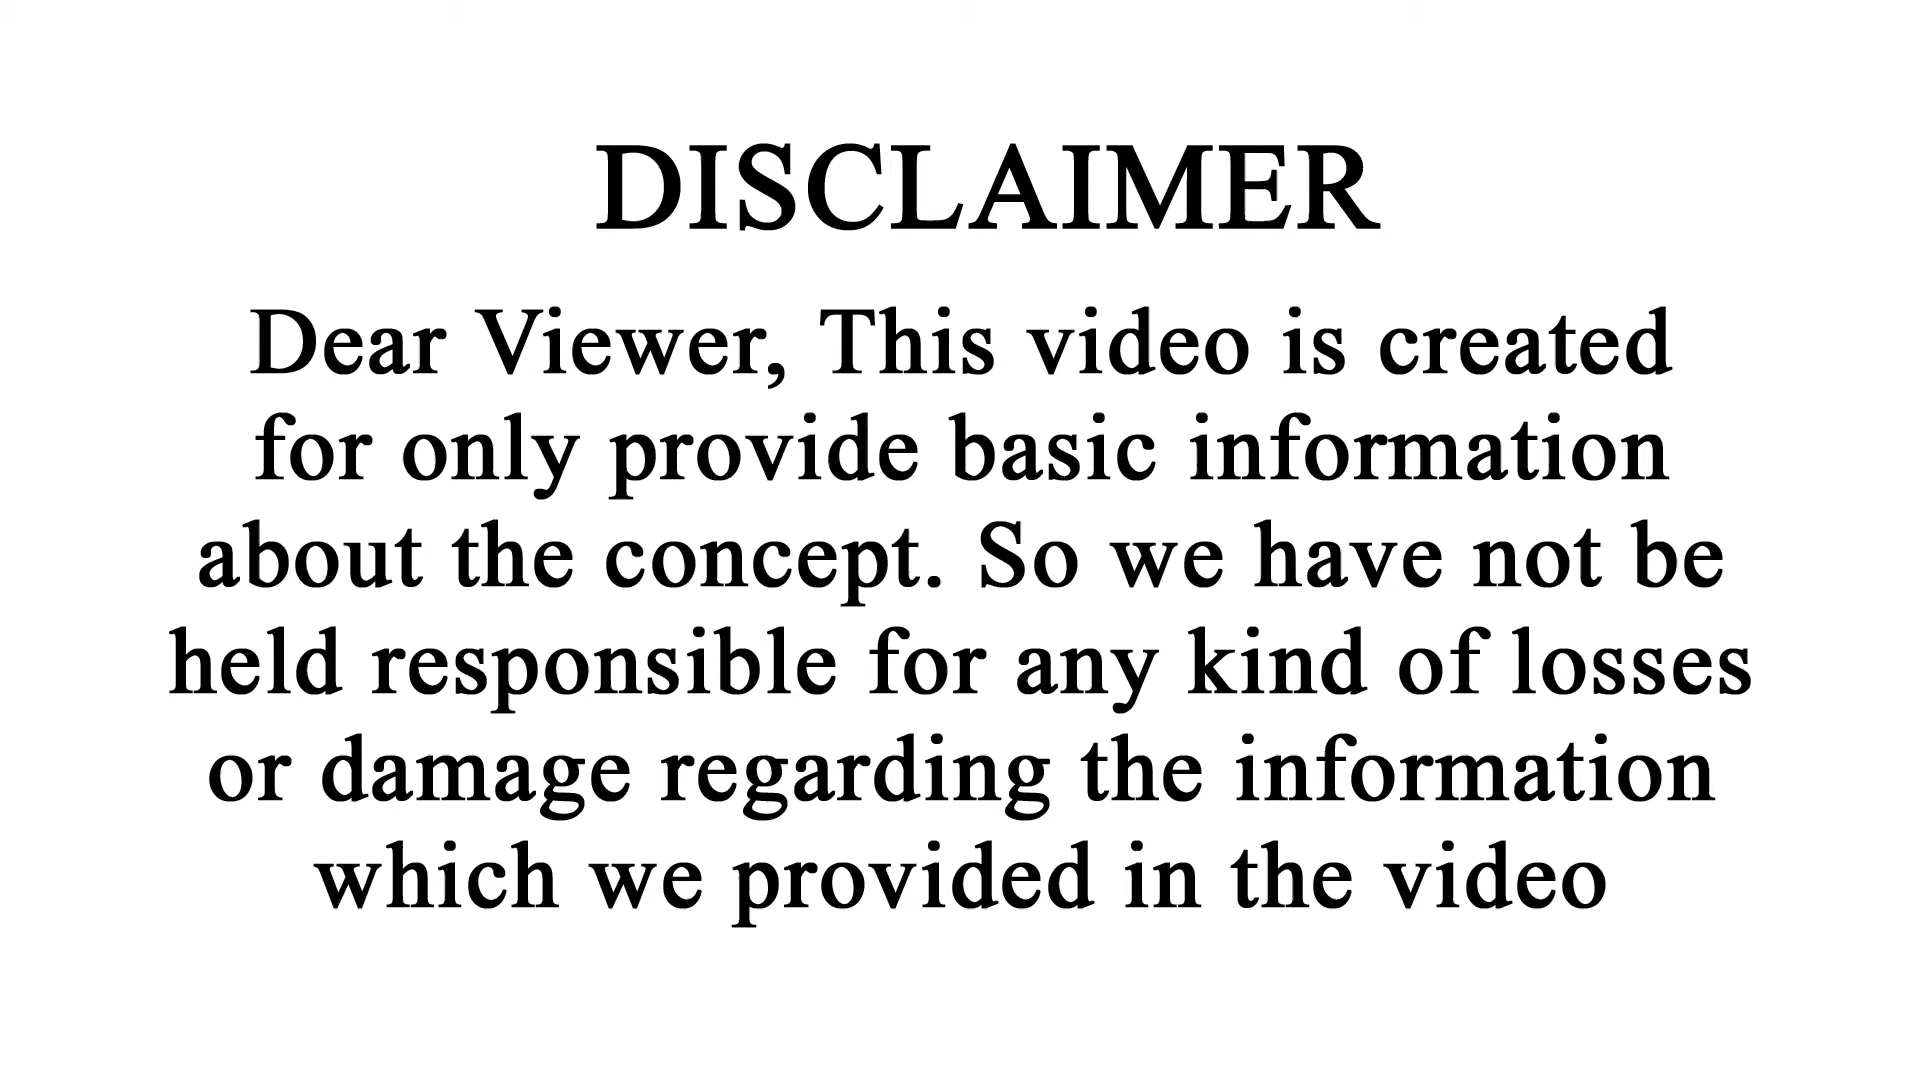 DISCLAIMER
Dear Viewer, This video is created
for only provide basic information
about the concept. So we have not be
held responsible for any kind of losses
or damage regarding the information
which we provided in the video